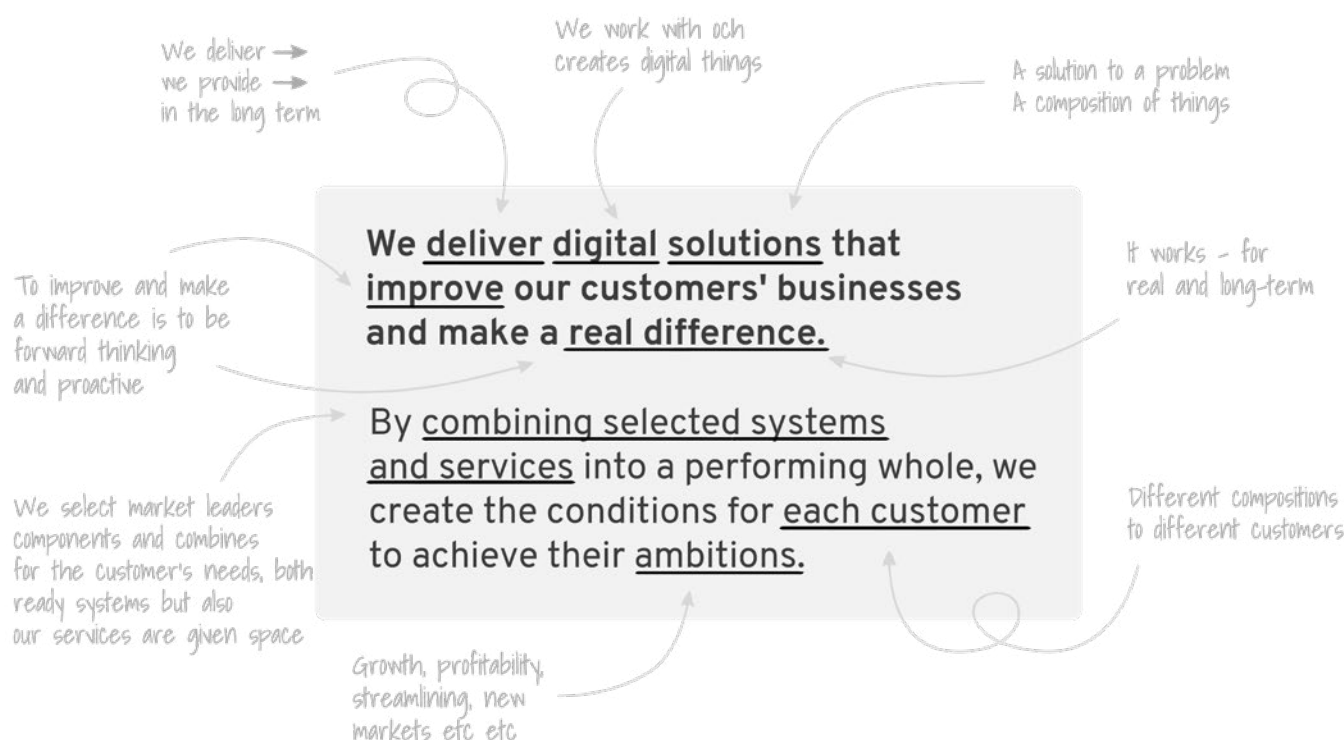 We deliver →
we provide →
in the long term
We work with och
creates digital things
A solution to a problem
A composition of things
We deliver digital solutions that
improve our customers' businesses
and make a real difference.
To improve and make
a difference is to be
forward thinking
and proactive
It works - for
real and long-term
By combining selected systems
and services into a performing whole, we
create the conditions for each customer
to achieve their ambitions.
We select market leaders
components and combines
for the customer's needs, both
ready systems but also
our services are given space
Different compositions
to different customers
Growth, profitability,
streamlining, new
markets etc etc